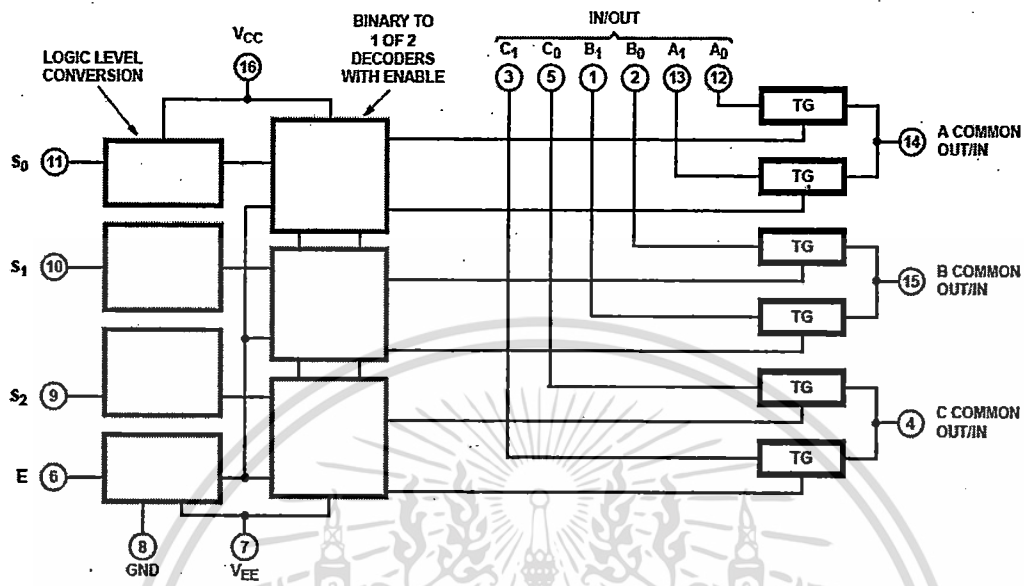 IN/OUT
VCC
16
BINARY TO
1 OF 2
DECODERS
WITH ENABLE
LOGIC LEVEL
CONVERSION
C1 C0 B1 B0 A1 A0
3 5 1 2 13 12
TG
14 A COMMON
OUT/IN
S0 11
TG
TG
S1 10
15 B COMMON
OUT/IN
TG
TG
S2 9
4 C COMMON
OUT/IN
TG
E 6
8
GND
7
VEE